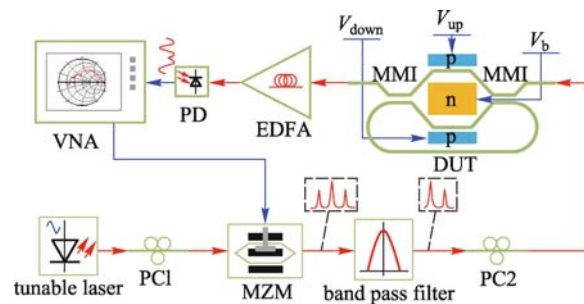 V_down
V_up
V_b
p
MMI
MMI
n
p
DUT
VNA
PD
EDFA
tunable laser
PC1
MZM
band pass filter
PC2